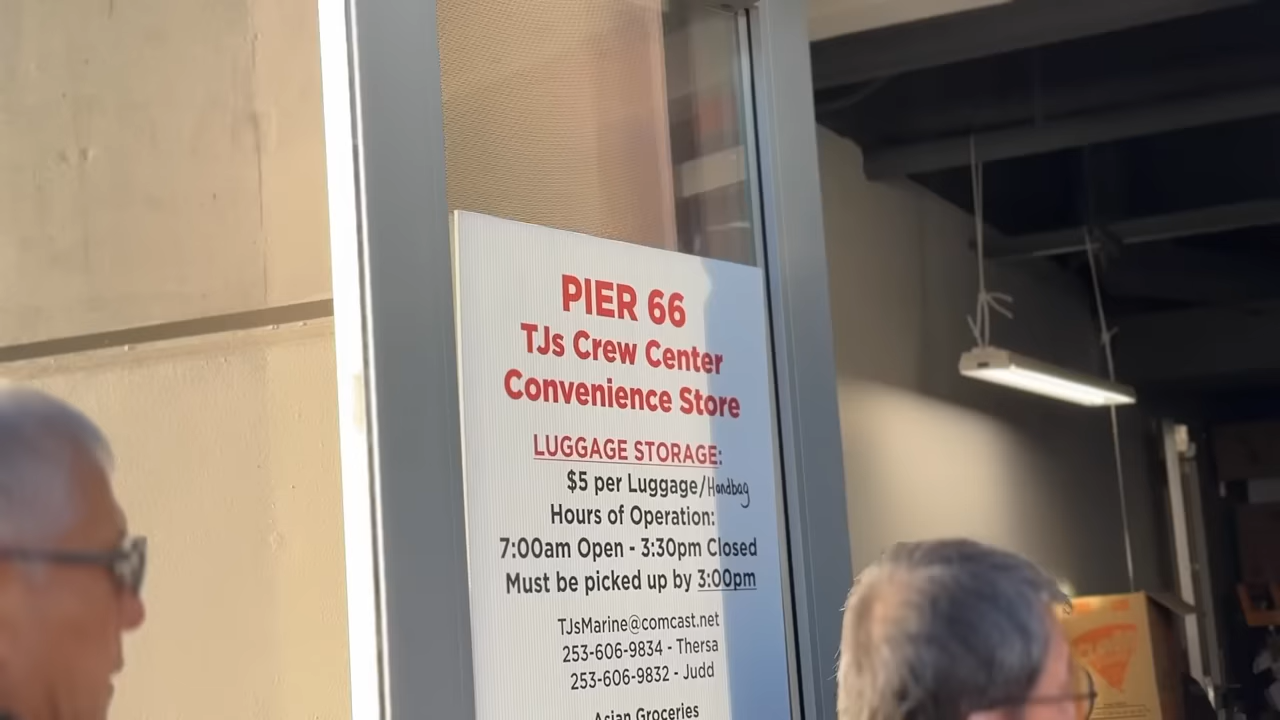 PIER 66
TJs Crew Center
Convenience Store
LUGGAGE STORAGE:
$5 per Luggage/Handbag
Hours of Operation:
7:00am Open - 3:30pm Closed
Must be picked up by 3:00pm
TJsMarine@comcast.net
253-606-9834 - Thersa
253-606-9832 - Judd
Asian Groceries